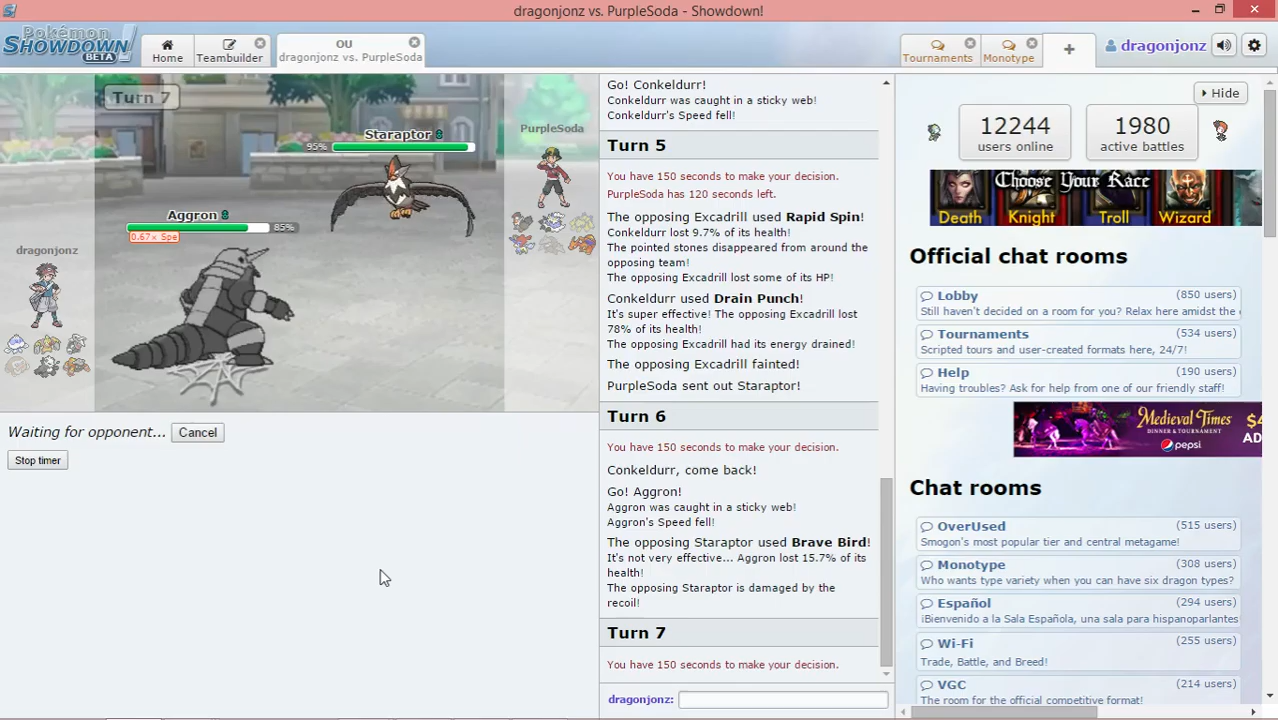 dragonjonz vs. PurpleSoda - Showdown!
Pokémon
SHOWDOWN
BETA
Home
Teambuilder
OU
dragonjonz vs. PurpleSoda
Tournaments
Monotype
+
dragonjonz
Turn 7
Staraptor
95%
PurpleSoda
Aggron
85%
0.67× Spe
dragonjonz
Waiting for opponent... Cancel
Stop timer
Go! Conkeldurr!
Conkeldurr was caught in a sticky web!
Conkeldurr's Speed fell!
Turn 5
You have 150 seconds to make your decision.
PurpleSoda has 120 seconds left.
The opposing Excadrill used Rapid Spin!
Conkeldurr lost 9.7% of its health!
The pointed stones disappeared from around the
opposing team!
The opposing Excadrill lost some of its HP!
Conkeldurr used Drain Punch!
It's super effective! The opposing Excadrill lost
78% of its health!
The opposing Excadrill had its energy drained!
The opposing Excadrill fainted!
PurpleSoda sent out Staraptor!
Turn 6
You have 150 seconds to make your decision.
Conkeldurr, come back!
Go! Aggron!
Aggron was caught in a sticky web!
Aggron's Speed fell!
The opposing Staraptor used Brave Bird!
It's not very effective... Aggron lost 15.7% of its
health!
The opposing Staraptor is damaged by the
recoil!
Turn 7
You have 150 seconds to make your decision.
dragonjonz:
Hide
12244
users online
1980
active battles
Choose Your Race
Death
Knight
Troll
Wizard
Official chat rooms
Lobby (850 users)
Still haven't decided on a room for you? Relax here amidst the
Tournaments (534 users)
Scripted tours and user-created formats here, 24/7!
Help (190 users)
Having troubles? Ask for help from one of our friendly staff!
Medieval Times
DINNER & TOURNAMENT
pepsi
$4
AD
Chat rooms
OverUsed (515 users)
Smogon's most popular tier and central metagame!
Monotype (308 users)
Who wants type variety when you can have six dragon types?
Español (294 users)
¡Bienvenido a la Sala Española, una sala para hispanoparlantes
Wi-Fi (255 users)
Trade, Battle, and Breed!
VGC (214 users)
The room for the official competitive format!